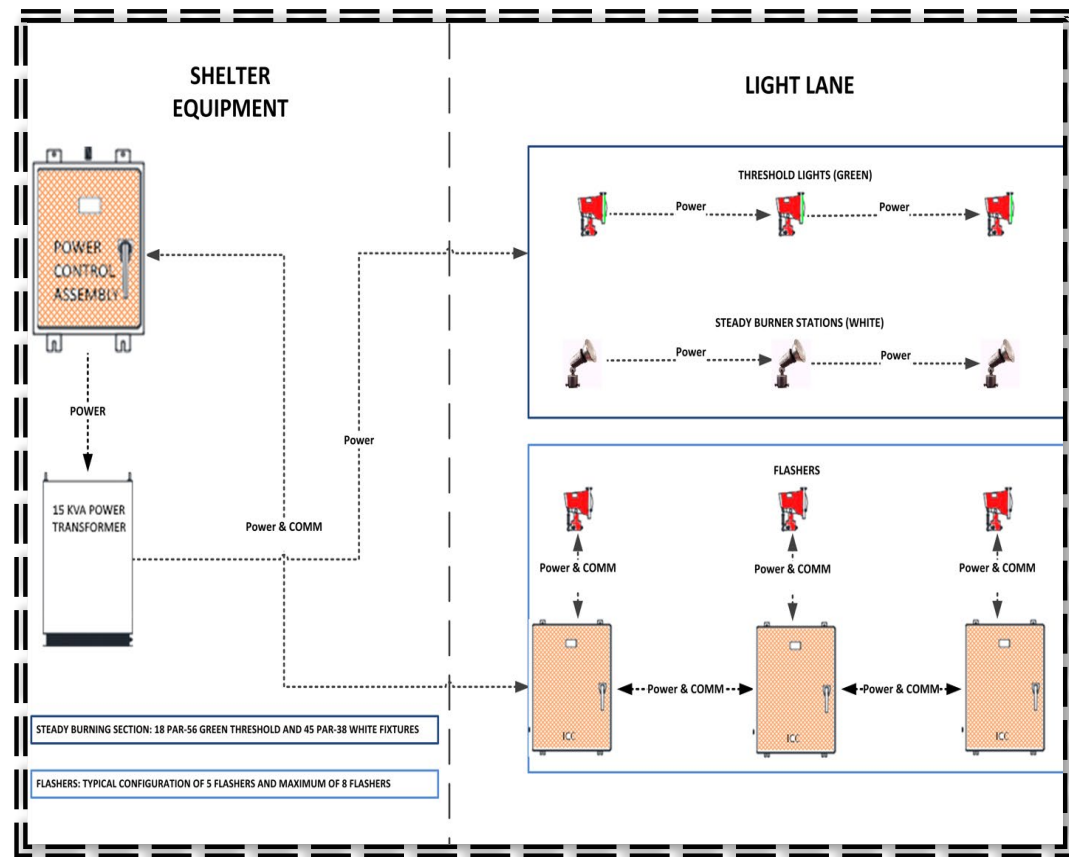 SHELTER
EQUIPMENT
LIGHT LANE
POWER
CONTROL
ASSEMBLY
POWER
15 KVA POWER
TRANSFORMER
Power & COMM
Power
THRESHOLD LIGHTS (GREEN)
Power
Power
STEADY BURNER STATIONS (WHITE)
Power
Power
FLASHERS
Power & COMM
Power & COMM
Power & COMM
Power & COMM
Power & COMM
ICC
ICC
ICC
STEADY BURNING SECTION: 18 PAR-56 GREEN THRESHOLD AND 45 PAR-38 WHITE FIXTURES
FLASHERS: TYPICAL CONFIGURATION OF 5 FLASHERS AND MAXIMUM OF 8 FLASHERS